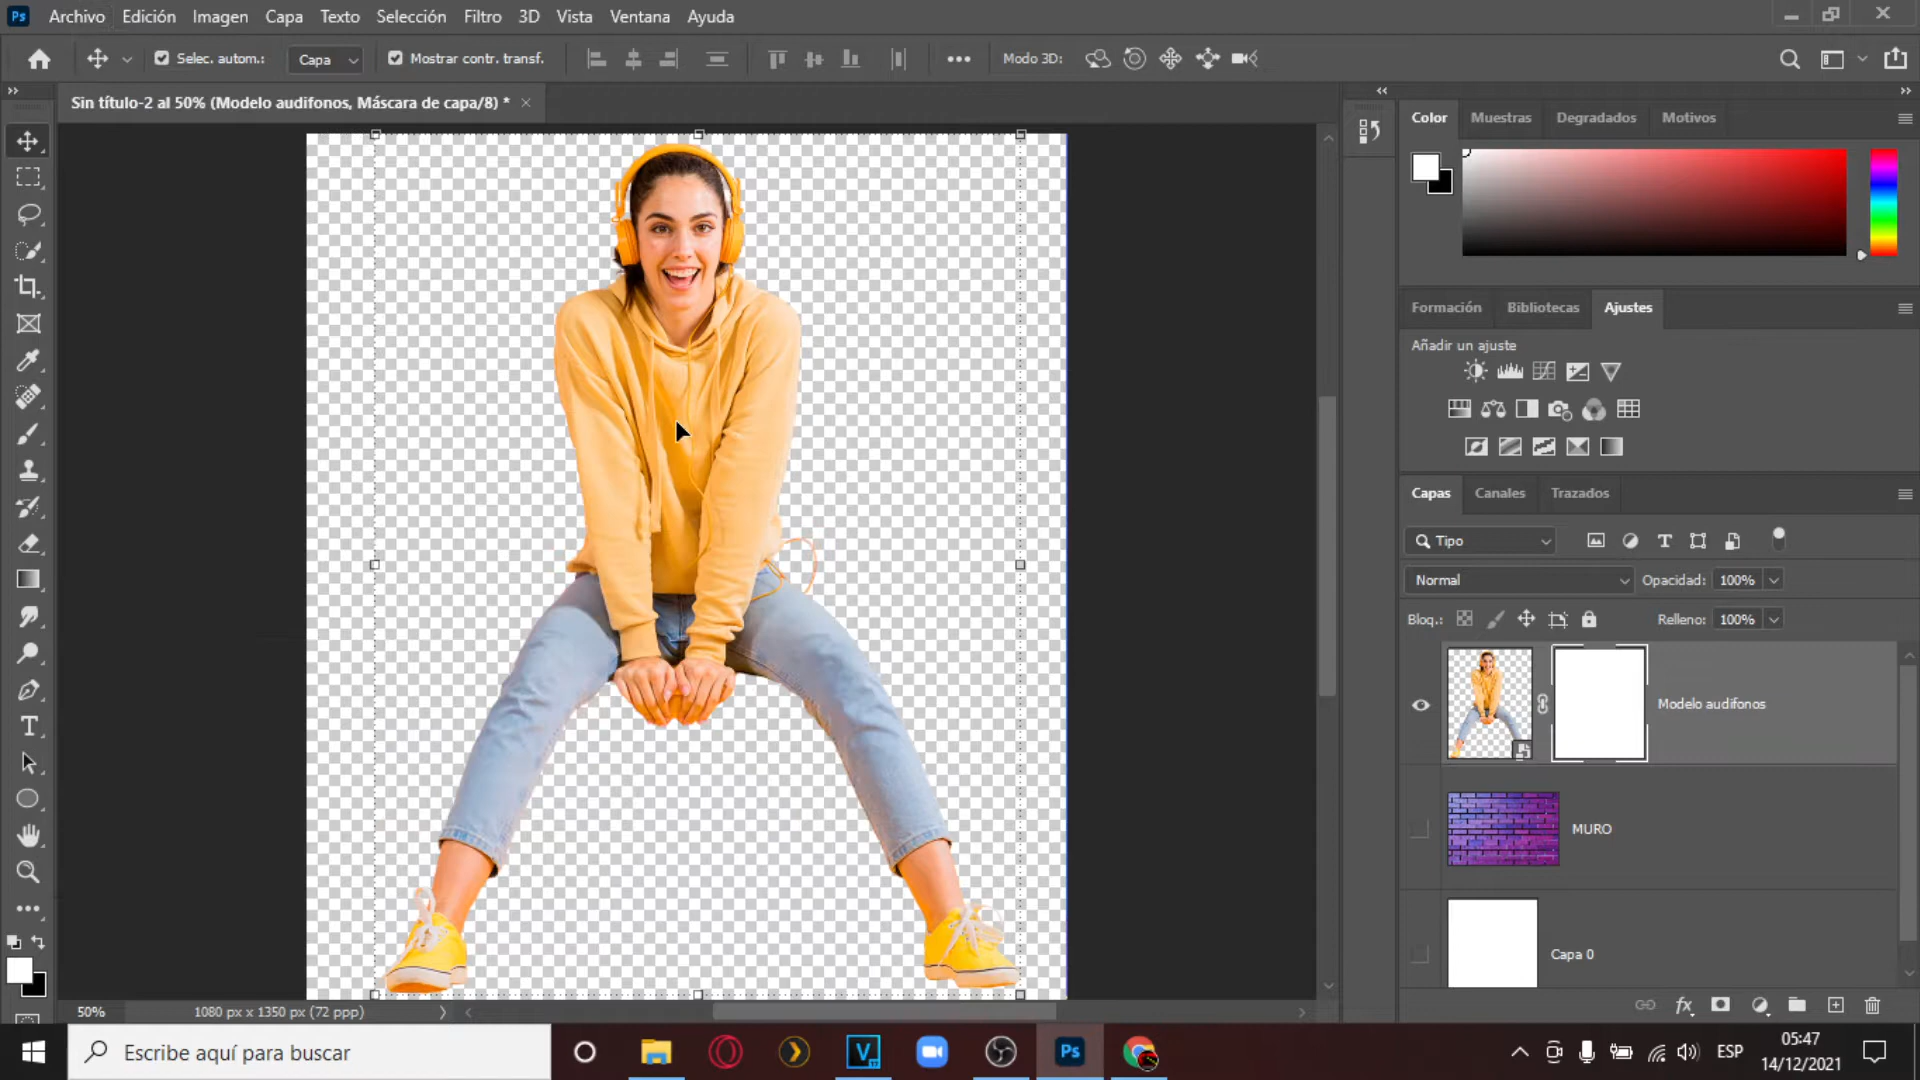 Ps Archivo Edición Imagen Capa Texto Selección Filtro 3D Vista Ventana Ayuda
Selec. autom.: Capa Mostrar contr. transf. Modo 3D:
Sin título-2 al 50% (Modelo audifonos, Máscara de capa/8) *
Color Muestras Degradados Motivos
Formación Bibliotecas Ajustes
Añadir un ajuste
Capas Canales Trazados
Tipo
Normal Opacidad: 100%
Bloq.: Relleno: 100%
Modelo audifonos
MURO
Capa 0
50% 1080 px x 1350 px (72 ppp)
Escribe aquí para buscar
Ps
ESP
05:47
14/12/2021